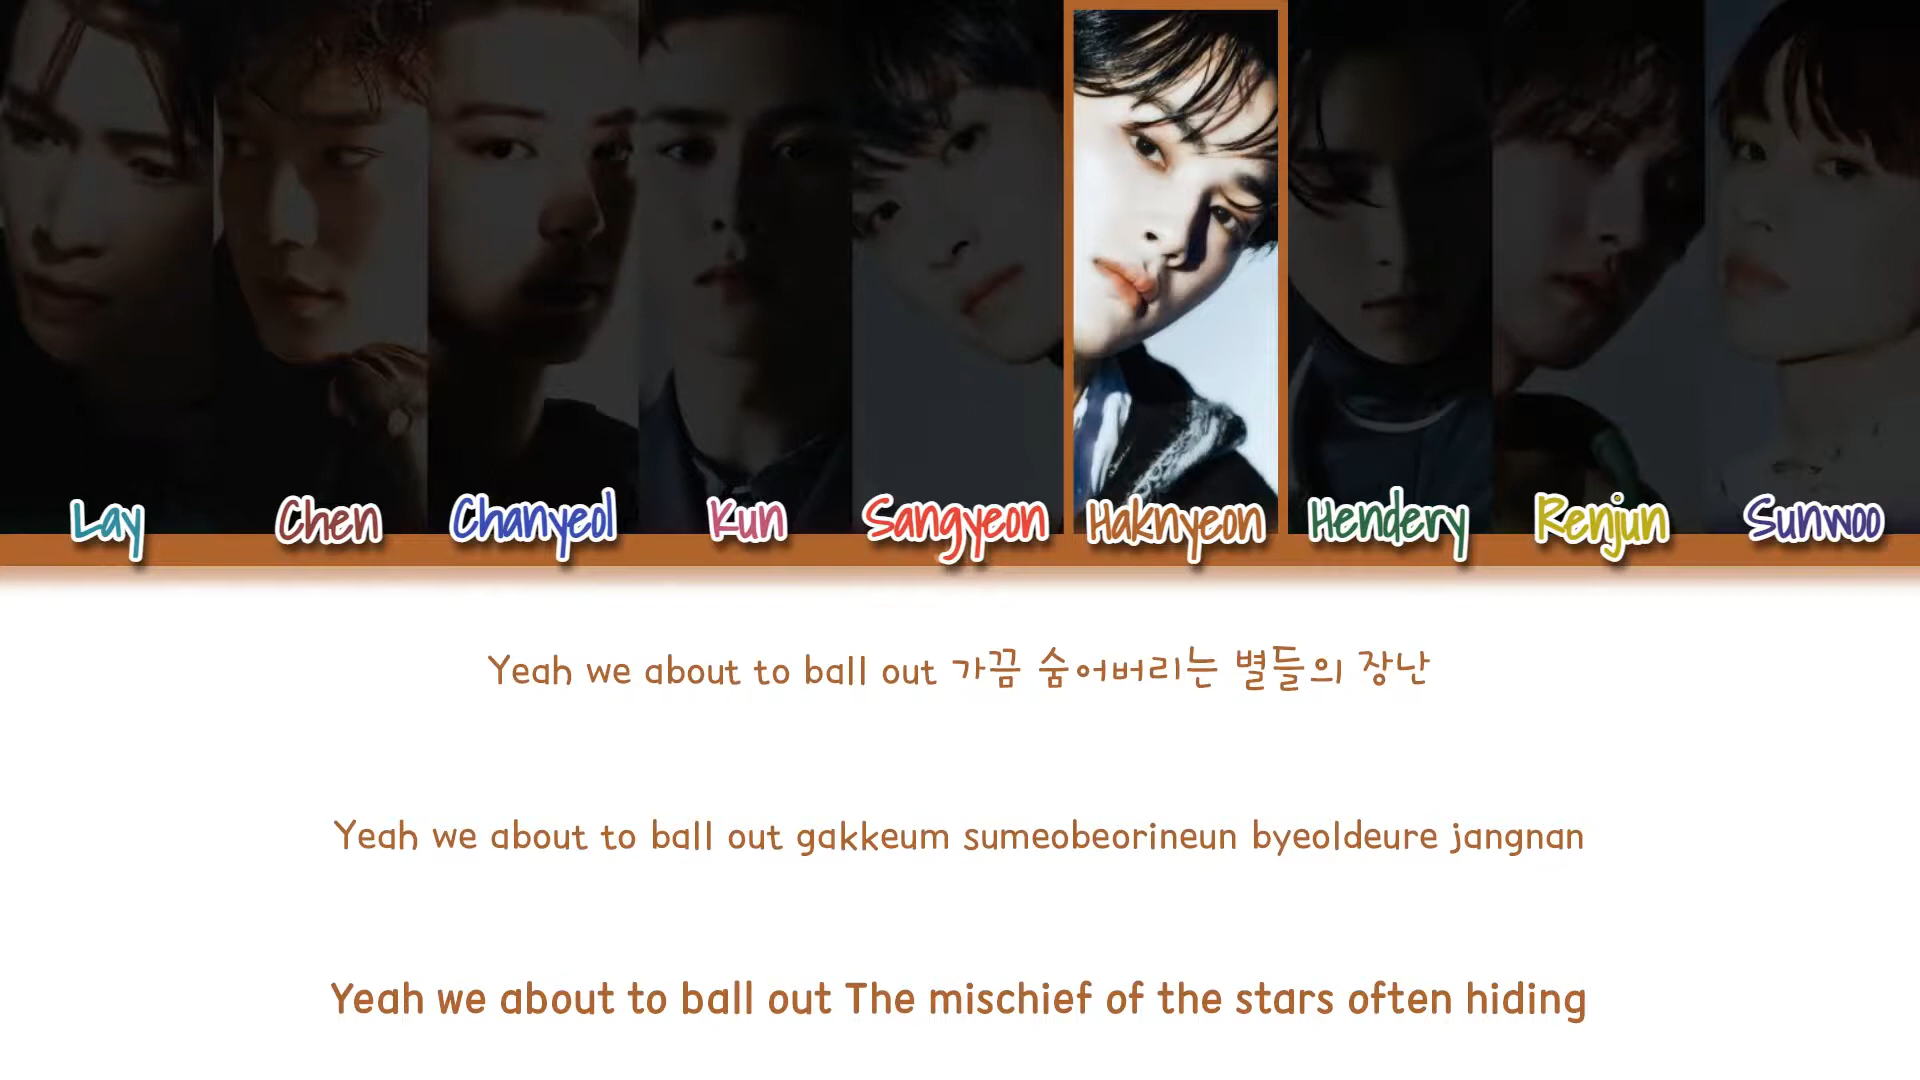 Lay Chen Chanyeol Kun Sangyeon Haknyeon Hendery Renjun Sunwoo
Yeah we about to ball out 가끔 숨어버리는 별들의 장난
Yeah we about to ball out gakkeum sumeobeorineun byeoldeure jangnan
Yeah we about to ball out The mischief of the stars often hiding